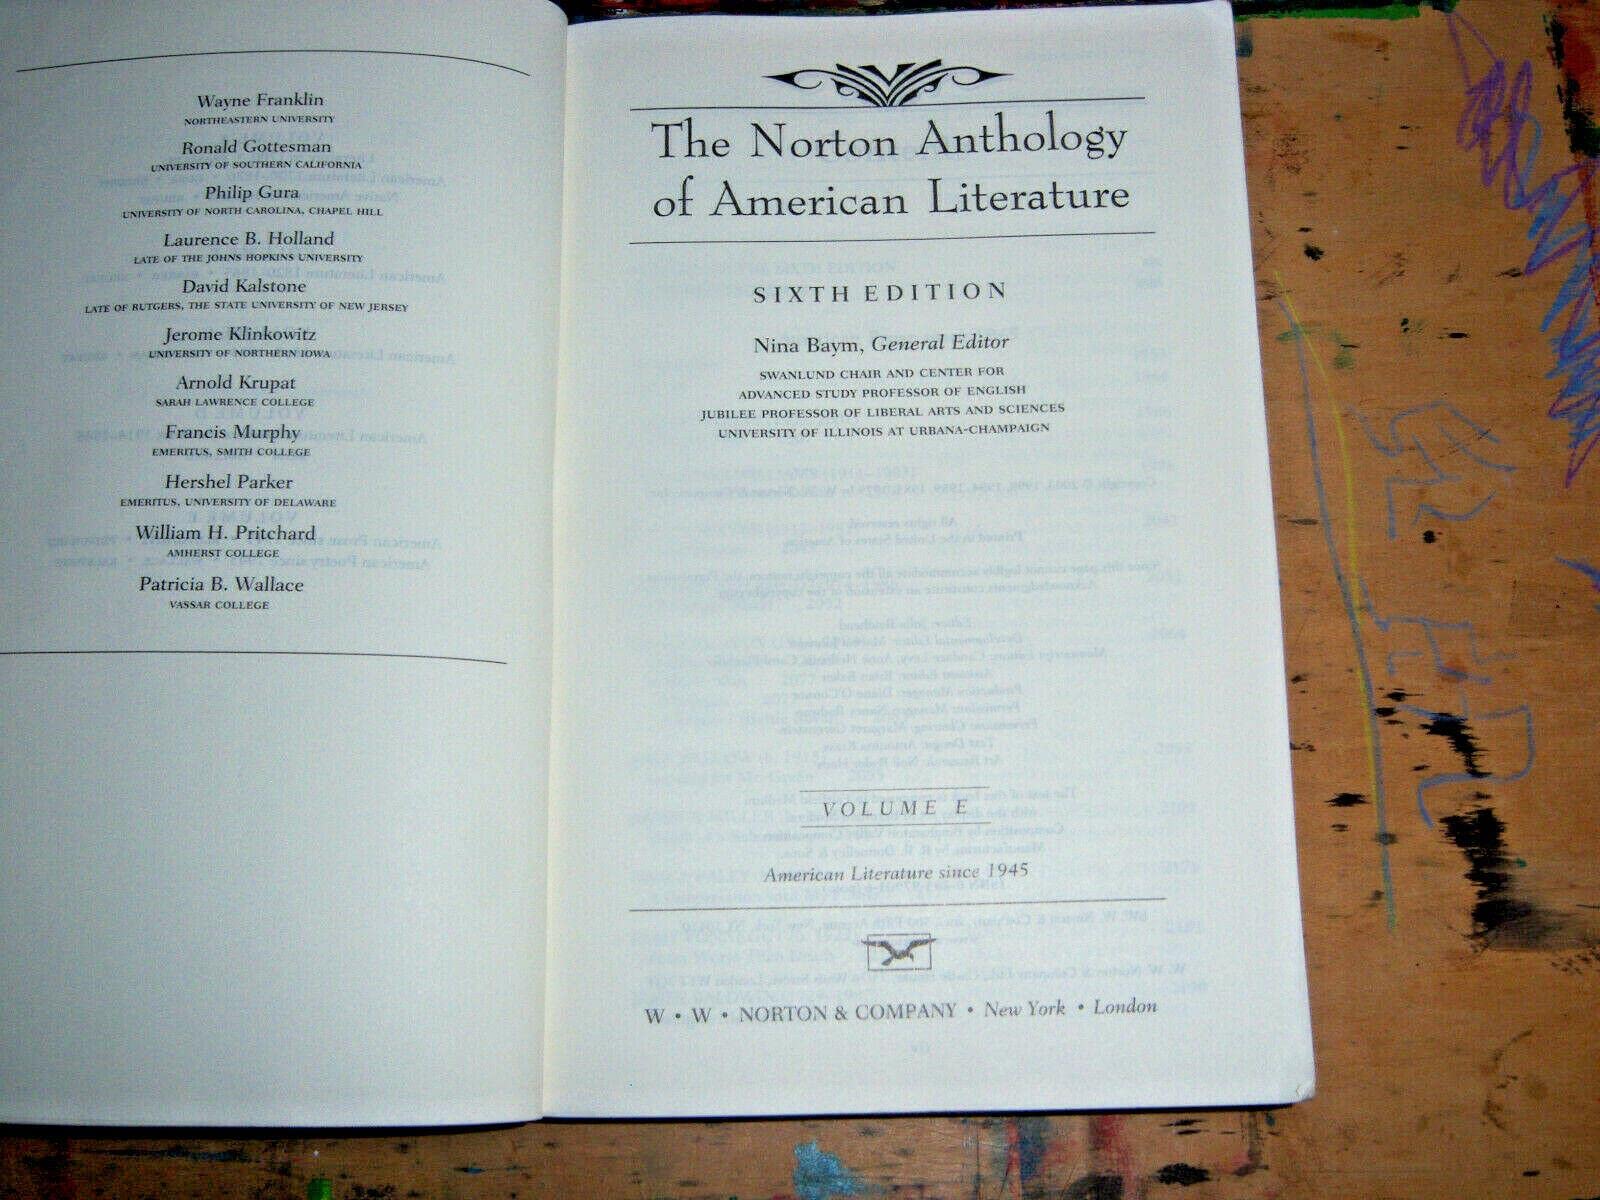 Wayne Franklin
NORTHEASTERN UNIVERSITY
Ronald Gottesman
UNIVERSITY OF SOUTHERN CALIFORNIA
Philip Gura
UNIVERSITY OF NORTH CAROLINA, CHAPEL HILL
Laurence B. Holland
LATE OF THE JOHNS HOPKINS UNIVERSITY
David Kalstone
LATE OF RUTGERS, THE STATE UNIVERSITY OF NEW JERSEY
Jerome Klinkowitz
UNIVERSITY OF NORTHERN IOWA
Arnold Krupat
SARAH LAWRENCE COLLEGE
Francis Murphy
EMERITUS, SMITH COLLEGE
Hershel Parker
EMERITUS, UNIVERSITY OF DELAWARE
William H. Pritchard
AMHERST COLLEGE
Patricia B. Wallace
VASSAR COLLEGE
The Norton Anthology
of American Literature
SIXTH EDITION
Nina Baym, General Editor
SWANLUND CHAIR AND CENTER FOR
ADVANCED STUDY PROFESSOR OF ENGLISH
JUBILEE PROFESSOR OF LIBERAL ARTS AND SCIENCES
UNIVERSITY OF ILLINOIS AT URBANA-CHAMPAIGN
VOLUME E
American Literature since 1945
W • W • NORTON & COMPANY • New York • London